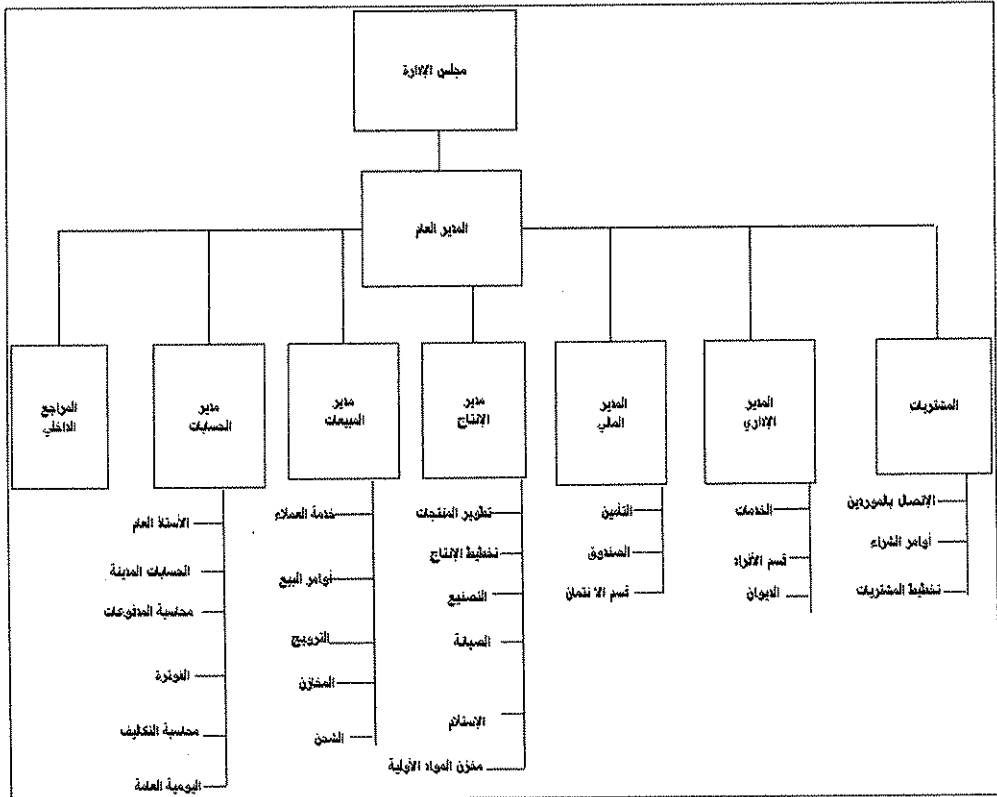 مجلس الإدارة
المدير العام
المشتريات
المدير
الإداري
المدير
المالي
مدير
الإنتاج
مدير
المبيعات
مدير
الحسابات
المراجع
الداخلي
الإتصال بالموردين
أوامر الشراء
تخطيط المشتريات
الخدمات
قسم الأفراد
الديوان
التأمين
الصندوق
قسم الائتمان
تطوير المنتجات
تخطيط الإنتاج
التصنيع
الصيانة
الإستلام
مخزن المواد الأولية
خدمة العملاء
أوامر البيع
الترويج
المخازن
الشحن
الأستاذ العام
الحسابات المدينة
محاسبة المدفوعات
الفوترة
محاسبة التكاليف
اليومية العامة